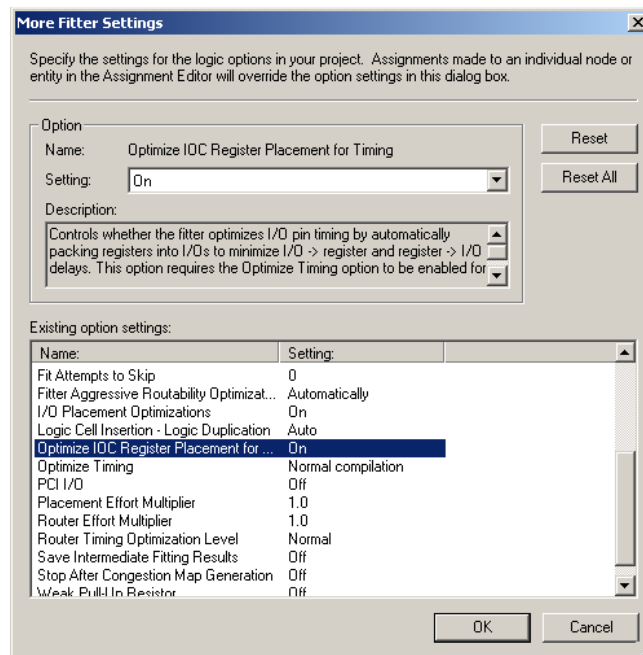 More Fitter Settings
Specify the settings for the logic options in your project. Assignments made to an individual node or
entity in the Assignment Editor will override the option settings in this dialog box.
Option
Name: Optimize IOC Register Placement for Timing
Setting: On
Description:
Controls whether the fitter optimizes I/O pin timing by automatically
packing registers into I/Os to minimize I/O -> register and register -> I/O
delays. This option requires the Optimize Timing option to be enabled for
Reset
Reset All
Existing option settings:
Name: Setting:
Fit Attempts to Skip 0
Fitter Aggressive Routability Optimizat... Automatically
I/O Placement Optimizations On
Logic Cell Insertion - Logic Duplication Auto
Optimize IOC Register Placement for ... On
Optimize Timing Normal compilation
PCI I/O Off
Placement Effort Multiplier 1.0
Router Effort Multiplier 1.0
Router Timing Optimization Level Normal
Save Intermediate Fitting Results Off
Stop After Congestion Map Generation Off
Weak Pull-Up Resistor Off
OK Cancel